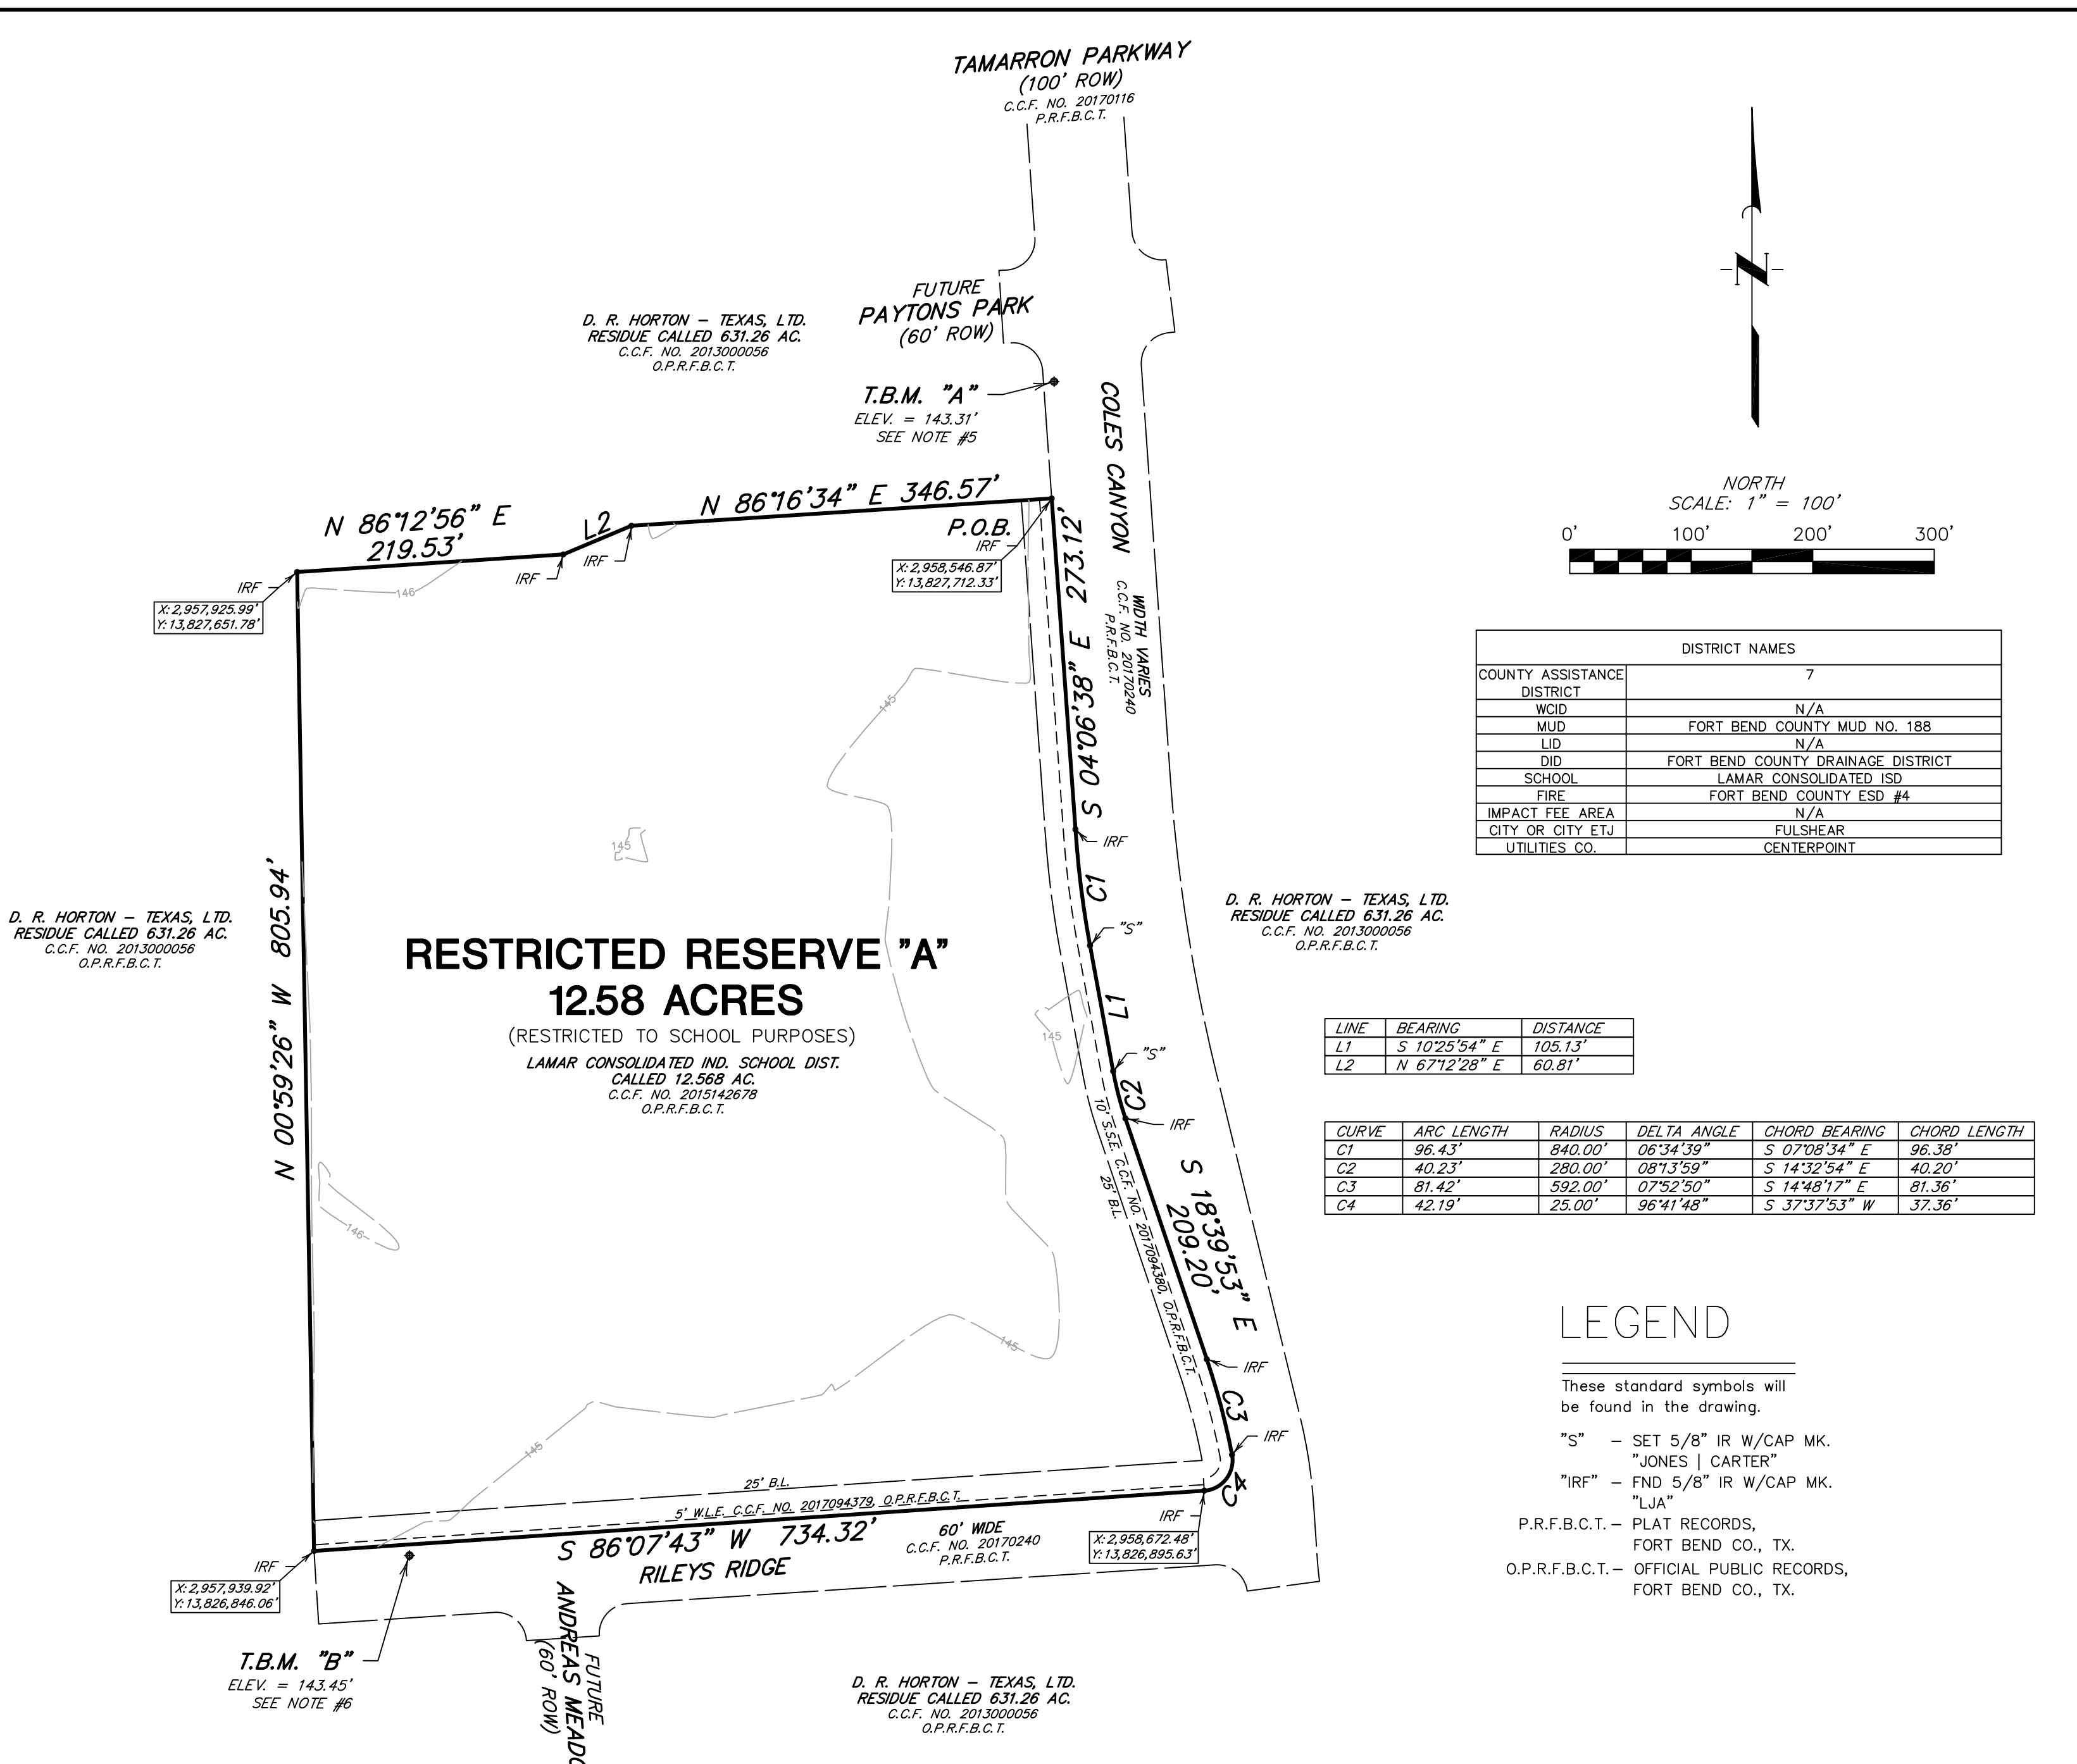 TAMARRON PARKWAY
(100' ROW)
C.C.F. NO. 20170116
P.R.F.B.C.T.
FUTURE
PAYTONS PARK
(60' ROW)
D. R. HORTON – TEXAS, LTD.
RESIDUE CALLED 631.26 AC.
C.C.F. NO. 2013000056
O.P.R.F.B.C.T.
T.B.M. "A"
ELEV. = 143.31'
SEE NOTE #5
COLES CANYON
WIDTH VARIES
C.C.F. NO. 20170240
P.R.F.B.C.T.
N
NORTH
SCALE: 1" = 100'
0' 100' 200' 300'
N 86°12'56" E
219.53'
L2
N 86°16'34" E 346.57'
P.O.B.
IRF
IRF
IRF
IRF
X: 2,958,546.87'
Y: 13,827,712.33'
X: 2,957,925.99'
Y: 13,827,651.78'
146
S 04°06'38" E 273.12'
145
145
IRF
C1
"S"
L1
"S"
C2
IRF
145
DISTRICT NAMES
COUNTY ASSISTANCE DISTRICT 7
WCID N/A
MUD FORT BEND COUNTY MUD NO. 188
LID N/A
DID FORT BEND COUNTY DRAINAGE DISTRICT
SCHOOL LAMAR CONSOLIDATED ISD
FIRE FORT BEND COUNTY ESD #4
IMPACT FEE AREA N/A
CITY OR CITY ETJ FULSHEAR
UTILITIES CO. CENTERPOINT
D. R. HORTON – TEXAS, LTD.
RESIDUE CALLED 631.26 AC.
C.C.F. NO. 2013000056
O.P.R.F.B.C.T.
N 00°59'26" W 805.94'
RESTRICTED RESERVE "A"
12.58 ACRES
(RESTRICTED TO SCHOOL PURPOSES)
LAMAR CONSOLIDATED IND. SCHOOL DIST.
CALLED 12.568 AC.
C.C.F. NO. 2015142678
O.P.R.F.B.C.T.
D. R. HORTON – TEXAS, LTD.
RESIDUE CALLED 631.26 AC.
C.C.F. NO. 2013000056
O.P.R.F.B.C.T.
LINE BEARING DISTANCE
L1 S 10°25'54" E 105.13'
L2 N 67°12'28" E 60.81'
CURVE ARC LENGTH RADIUS DELTA ANGLE CHORD BEARING CHORD LENGTH
C1 96.43' 840.00' 06°34'39" S 07°08'34" E 96.38'
C2 40.23' 280.00' 08°13'59" S 14°32'54" E 40.20'
C3 81.42' 592.00' 07°52'50" S 14°48'17" E 81.36'
C4 42.19' 25.00' 96°41'48" S 37°37'53" W 37.36'
10' S.S.E. C.C.F. NO. 2017094380, O.P.R.F.B.C.T.
25' B.L.
S 18°39'53" E
209.20'
146
145
145
IRF
C3
IRF
C4
25' B.L.
5' W.L.E. C.C.F. NO. 2017094379, O.P.R.F.B.C.T.
S 86°07'43" W 734.32'
RILEYS RIDGE
60' WIDE
C.C.F. NO. 20170240
P.R.F.B.C.T.
IRF
X: 2,958,672.48'
Y: 13,826,895.63'
IRF
X: 2,957,939.92'
Y: 13,826,846.06'
T.B.M. "B"
ELEV. = 143.45'
SEE NOTE #6
FUTURE
ANDREAS MEADO
(60' ROW)
D. R. HORTON – TEXAS, LTD.
RESIDUE CALLED 631.26 AC.
C.C.F. NO. 2013000056
O.P.R.F.B.C.T.
LEGEND
These standard symbols will
be found in the drawing.
"S" – SET 5/8" IR W/CAP MK.
"JONES | CARTER"
"IRF" – FND 5/8" IR W/CAP MK.
"LJA"
P.R.F.B.C.T. – PLAT RECORDS,
FORT BEND CO., TX.
O.P.R.F.B.C.T. – OFFICIAL PUBLIC RECORDS,
FORT BEND CO., TX.